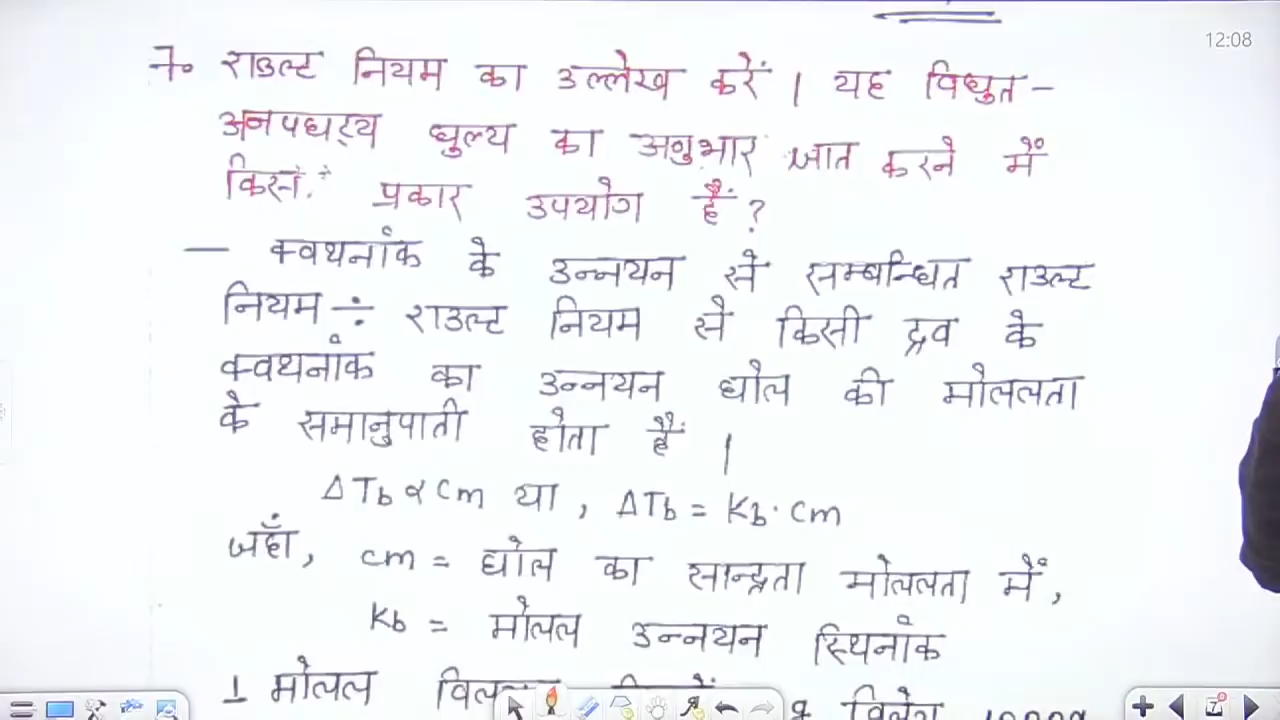 12:08
7. राउल्ट नियम का उल्लेख करें । यह विधुत -
अनपघट्य घुल्य का अणुभार ज्ञात करने में
किस प्रकार उपयोग हैं ?
— क्वथनांक के उन्नयन से सम्बन्धित राउल्ट
नियम ÷ राउल्ट नियम से किसी द्रव के
क्वथनांक का उन्नयन घोल की मोललता
के समानुपाती होता हैं ।
ΔTb ∝ Cm या , ΔTb = Kb · Cm
जहाँ, cm = घोल का सान्द्रता मोललता में ,
Kb = मोलल उन्नयन स्थिनांक
1 मोलल